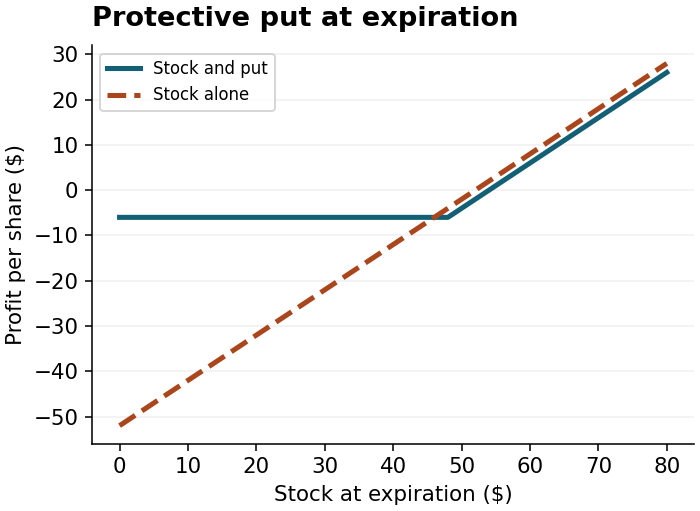 Protective put at expiration
Profit per share ($)
30
20
10
0
−10
−20
−30
−40
−50
Stock and put
Stock alone
0 10 20 30 40 50 60 70 80
Stock at expiration ($)